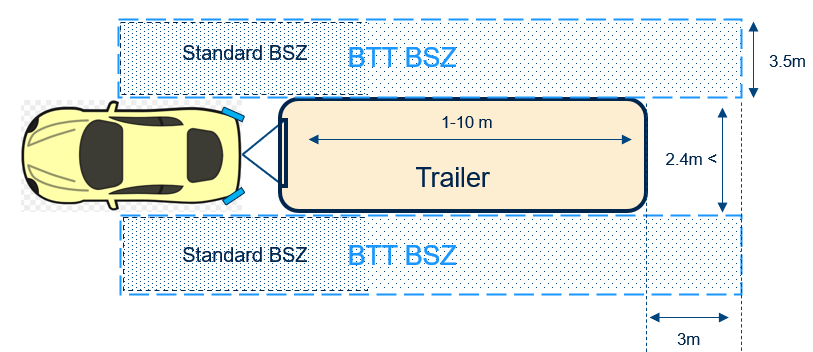 Standard BSZ
BTT BSZ
3.5m
1-10 m
Trailer
2.4m <
Standard BSZ
BTT BSZ
3m